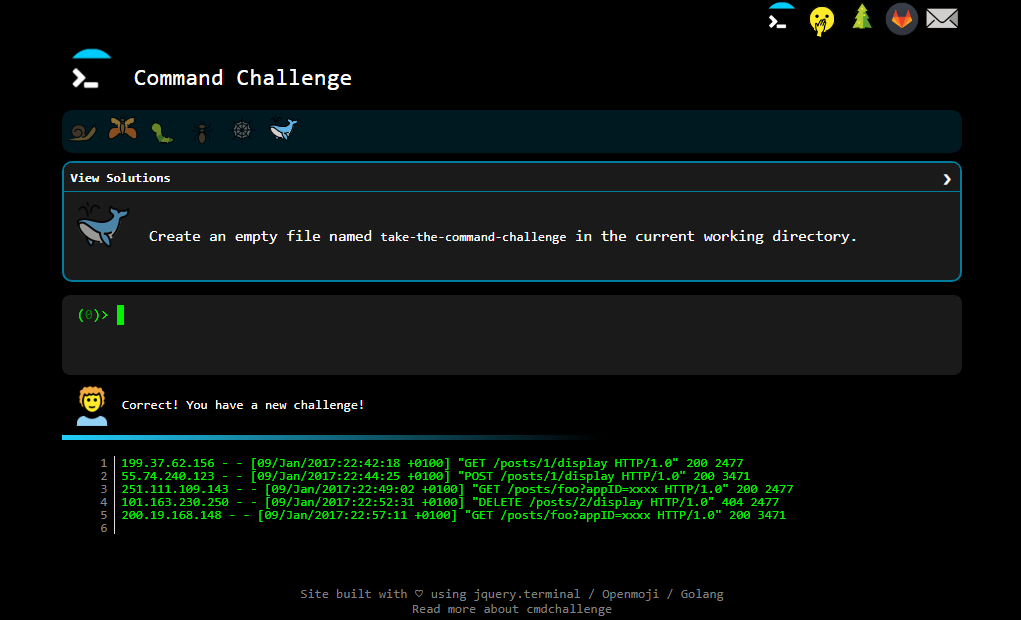 Command Challenge
View Solutions
Create an empty file named take-the-command-challenge in the current working directory.
(0)>
Correct! You have a new challenge!
1 199.37.62.156 - - [09/Jan/2017:22:42:18 +0100] "GET /posts/1/display HTTP/1.0" 200 2477
2 55.74.240.123 - - [09/Jan/2017:22:44:25 +0100] "POST /posts/1/display HTTP/1.0" 200 3471
3 251.111.109.143 - - [09/Jan/2017:22:49:02 +0100] "GET /posts/foo?appID=xxxx HTTP/1.0" 200 2477
4 101.163.230.250 - - [09/Jan/2017:22:52:31 +0100] "DELETE /posts/2/display HTTP/1.0" 404 2477
5 200.19.168.148 - - [09/Jan/2017:22:57:11 +0100] "GET /posts/foo?appID=xxxx HTTP/1.0" 200 3471
6
Site built with ♡ using jquery.terminal / Openmoji / Golang
Read more about cmdchallenge